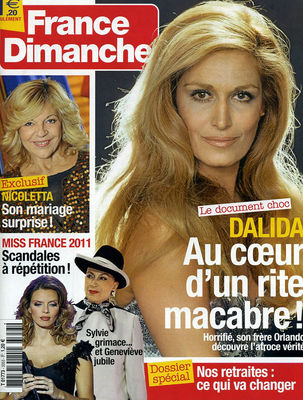 €
,20
SEULEMENT
France
Dimanche
Exclusif
NICOLETTA
Son mariage
surprise !
MISS FRANCE 2011
Scandales
à répétition !
Sylvie
grimace...
et Geneviève
jubile
Le document choc
DALIDA
Au cœur
d'un rite
macabre !
Horrifié, son frère Orlando
découvre l'atroce vérité
Dossier
spécial
Nos retraites :
ce qui va changer